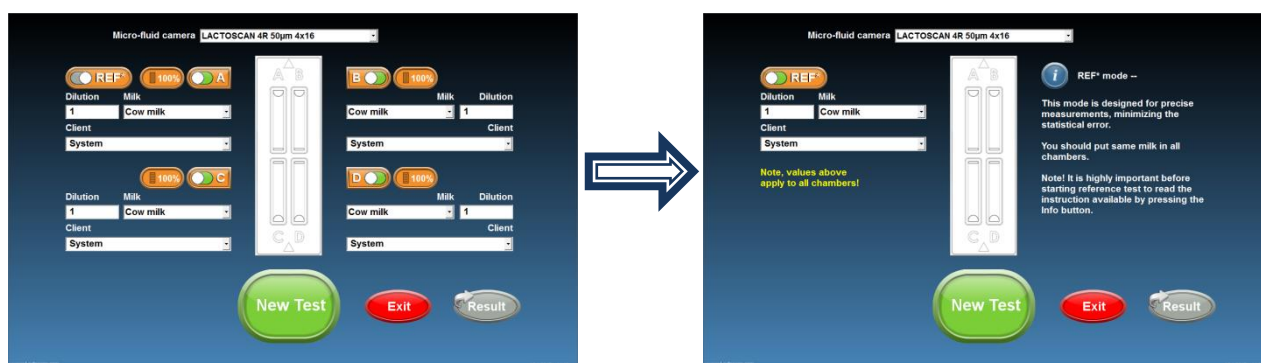 Micro-fluid camera LACTOSCAN 4R 50µm 4x16
REF* 100% A
B 100%
A B
Dilution Milk
1 Cow milk
Client
System
Milk Dilution
Cow milk 1
Client
System
100% C
D 100%
Dilution Milk
1 Cow milk
Client
System
Milk Dilution
Cow milk 1
Client
System
C D
New Test Exit Result
Micro-fluid camera LACTOSCAN 4R 50µm 4x16
REF*
Dilution Milk
1 Cow milk
Client
System
Note, values above
apply to all chambers!
A B
C D
i REF* mode --
This mode is designed for precise
measurements, minimizing the
statistical error.
You should put same milk in all
chambers.
Note! It is highly important before
starting reference test to read the
instruction available by pressing the
Info button.
New Test Exit Result